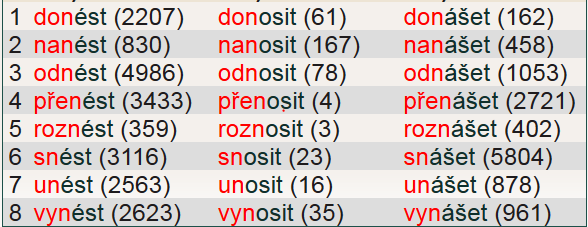 1 donést (2207) donosit (61) donášet (162)
2 nanést (830) nanosit (167) nanášet (458)
3 odnést (4986) odnosit (78) odnášet (1053)
4 přenést (3433) přenosit (4) přenášet (2721)
5 roznést (359) roznosit (3) roznášet (402)
6 snést (3116) snosit (23) snášet (5804)
7 unést (2563) unosit (16) unášet (878)
8 vynést (2623) vynosit (35) vynášet (961)